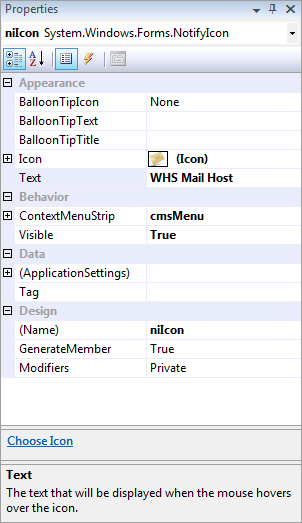 Properties
niIcon System.Windows.Forms.NotifyIcon
Appearance
BalloonTipIcon None
BalloonTipText
BalloonTipTitle
Icon (Icon)
Text WHS Mail Host
Behavior
ContextMenuStrip cmsMenu
Visible True
Data
(ApplicationSettings)
Tag
Design
(Name) niIcon
GenerateMember True
Modifiers Private
Choose Icon
Text
The text that will be displayed when the mouse hovers
over the icon.